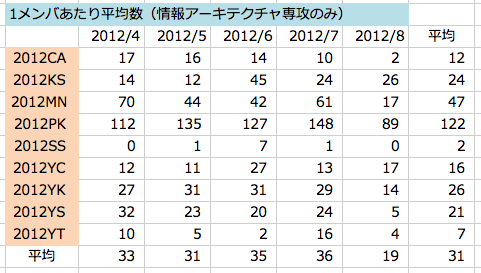 1メンバあたり平均数（情報アーキテクチャ専攻のみ）
2012/4 2012/5 2012/6 2012/7 2012/8 平均
2012CA 17 16 14 10 2 12
2012KS 14 12 45 24 26 24
2012MN 70 44 42 61 17 47
2012PK 112 135 127 148 89 122
2012SS 0 1 7 1 0 2
2012YC 12 11 27 13 17 16
2012YK 27 31 31 29 14 26
2012YS 32 23 20 24 5 21
2012YT 10 5 2 16 4 7
平均 33 31 35 36 19 31